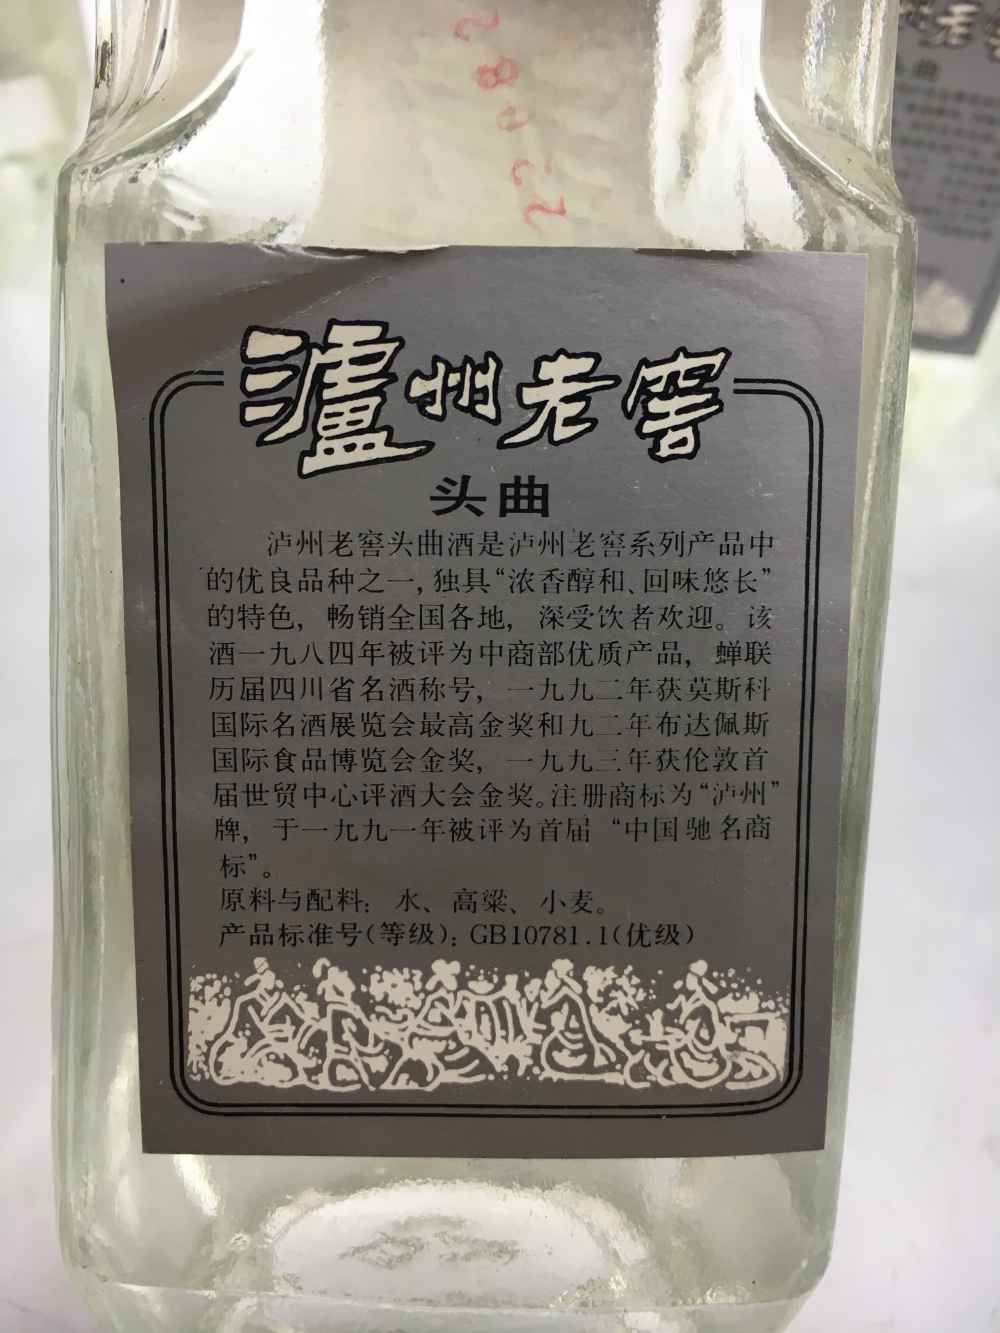 泸州老窖
头曲
泸州老窖头曲酒是泸州老窖系列产品中
的优良品种之一，独具“浓香醇和、回味悠长”
的特色，畅销全国各地，深受饮者欢迎。该
酒一九八四年被评为中商部优质产品，蝉联
历届四川省名酒称号，一九九二年获莫斯科
国际名酒展览会最高金奖和九二年布达佩斯
国际食品博览会金奖，一九九三年获伦敦首
届世贸中心评酒大会金奖。注册商标为“泸州”
牌，于一九九一年被评为首届“中国驰名商
标”。
原料与配料：水、高粱、小麦。
产品标准号(等级)：GB10781.1(优级)